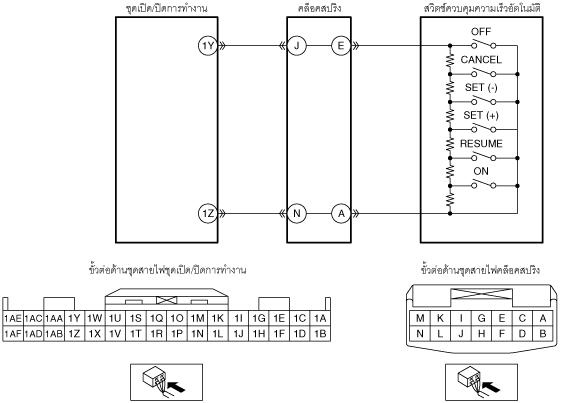 ชุดเปิด/ปิดการทำงาน
คล็อคสปริง
สวิตช์ควบคุมความเร็วอัตโนมัติ
1Y
J
E
OFF
CANCEL
SET (-)
SET (+)
RESUME
ON
1Z
N
A
ขั้วต่อด้านชุดสายไฟชุดเปิด/ปิดการทำงาน
ขั้วต่อด้านชุดสายไฟคล็อคสปริง
1AE 1AC 1AA 1Y 1W 1U 1S 1Q 1O 1M 1K 1I 1G 1E 1C 1A
1AF 1AD 1AB 1Z 1X 1V 1T 1R 1P 1N 1L 1J 1H 1F 1D 1B
M K I G E C A
N L J H F D B